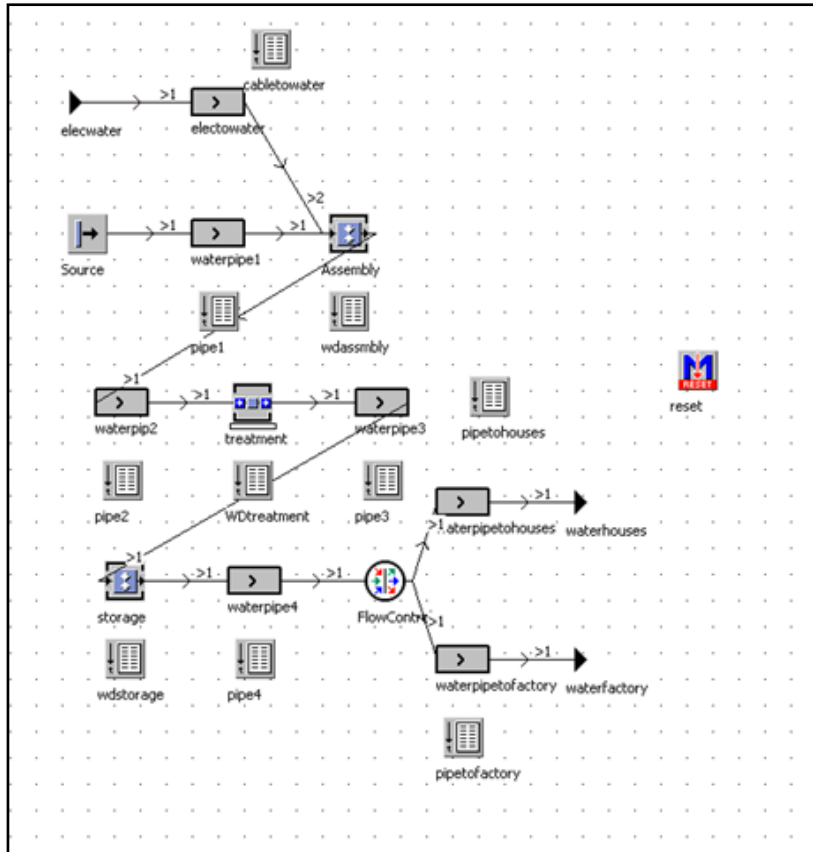 cabletowater
>1
elecwater
electowater
>2
>1
>1
Source
waterpipe1
Assembly
pipe1
wdassmbly
>1
>1
>1
waterpip2
treatment
waterpipe3
pipetohouses
RESET
reset
pipe2
WDtreatment
pipe3
>1
>1
aterpipetohouses
waterhouses
>1
>1
>1
>1
storage
waterpipe4
FlowContr
>1
>1
waterpipetofactory
waterfactory
wdstorage
pipe4
pipetofactory